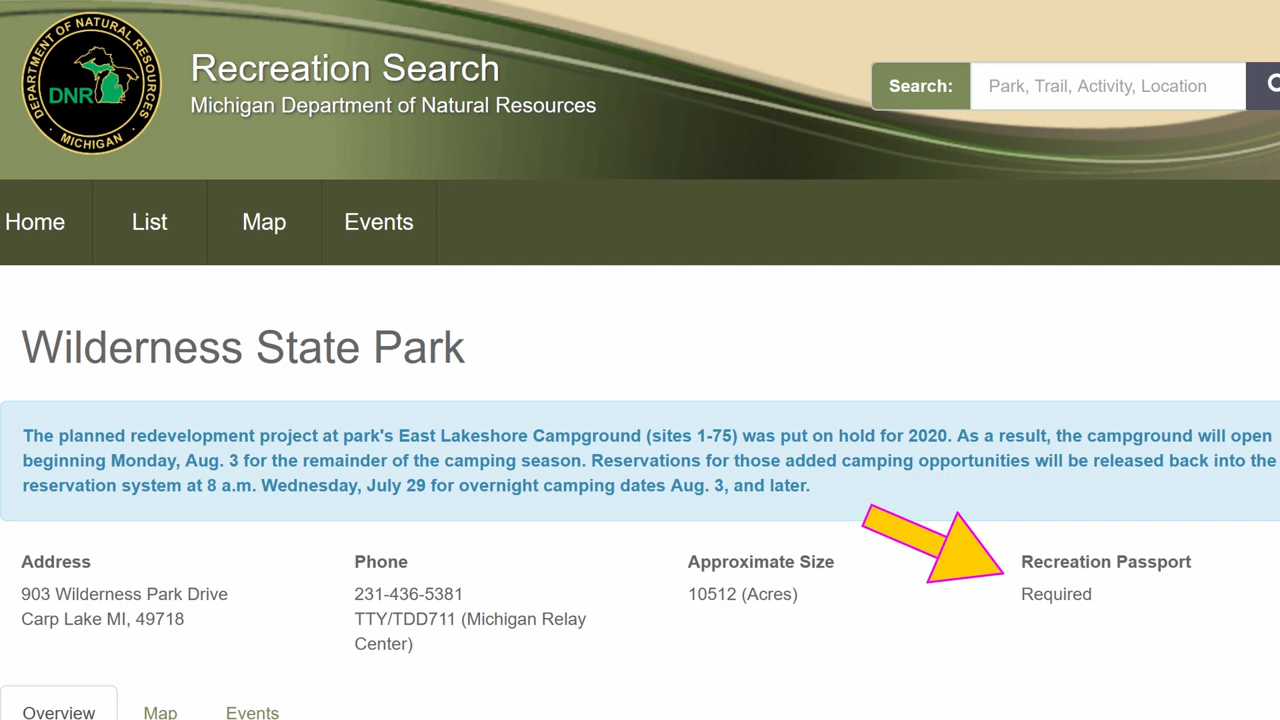 DEPARTMENT OF NATURAL RESOURCES
DNR
MICHIGAN
Recreation Search
Michigan Department of Natural Resources
Search:
Park, Trail, Activity, Location
Home
List
Map
Events
Wilderness State Park
The planned redevelopment project at park's East Lakeshore Campground (sites 1-75) was put on hold for 2020. As a result, the campground will open
beginning Monday, Aug. 3 for the remainder of the camping season. Reservations for those added camping opportunities will be released back into the
reservation system at 8 a.m. Wednesday, July 29 for overnight camping dates Aug. 3, and later.
Address
903 Wilderness Park Drive
Carp Lake MI, 49718
Phone
231-436-5381
TTY/TDD711 (Michigan Relay
Center)
Approximate Size
10512 (Acres)
Recreation Passport
Required
Overview
Map
Events